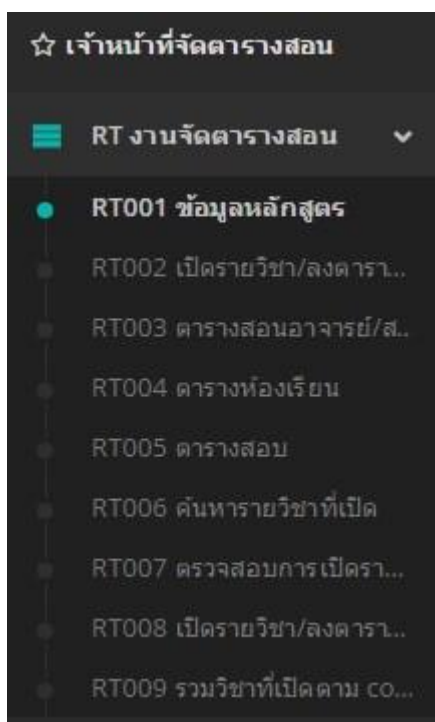 เจ้าหน้าที่จัดตารางสอน
RT งานจัดตารางสอน
RT001 ข้อมูลหลักสูตร
RT002 เปิดรายวิชา/ลงตารา...
RT003 ตารางสอนอาจารย์/ส..
RT004 ตารางห้องเรียน
RT005 ตารางสอบ
RT006 ค้นหารายวิชาที่เปิด
RT007 ตรวจสอบการเปิดรา...
RT008 เปิดรายวิชา/ลงตารา...
RT009 รวมวิชาที่เปิดตาม co...